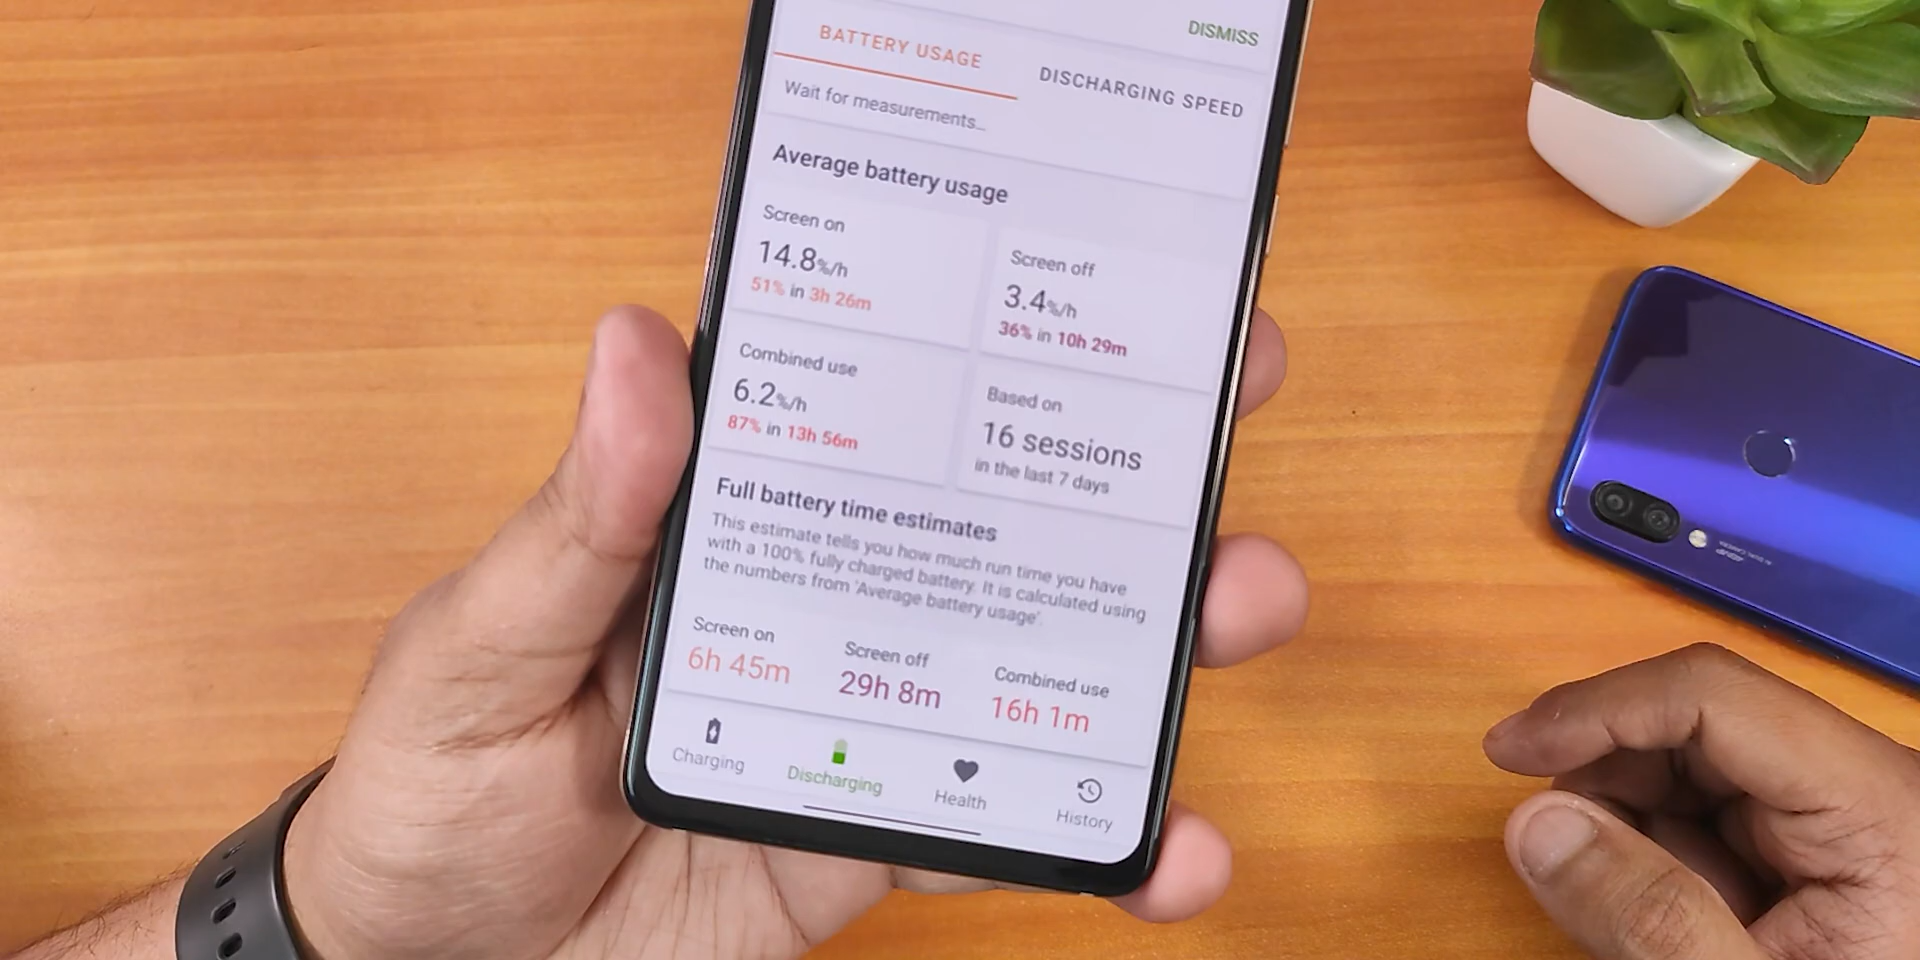 DISMISS
BATTERY USAGE
DISCHARGING SPEED
Wait for measurements...
Average battery usage
Screen on
14.8%/h
51% in 3h 26m
Screen off
3.4%/h
36% in 10h 29m
Combined use
6.2%/h
87% in 13h 56m
Based on
16 sessions
in the last 7 days
Full battery time estimates
This estimate tells you how much run time you have
with a 100% fully charged battery. It is calculated using
the numbers from 'Average battery usage'.
Screen on
6h 45m
Screen off
29h 8m
Combined use
16h 1m
Charging
Discharging
Health
History